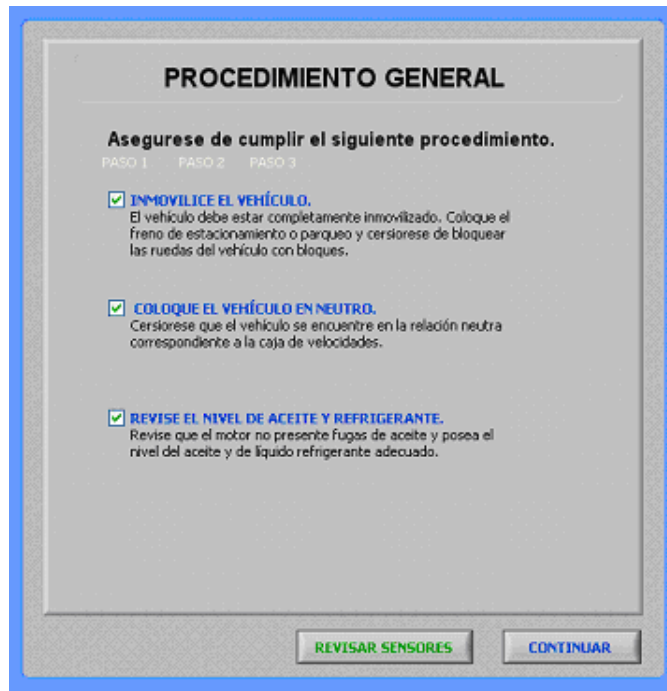 PROCEDIMIENTO GENERAL
Asegurese de cumplir el siguiente procedimiento.
PASO 1 PASO 2 PASO 3
INMOVILICE EL VEHÍCULO.
El vehículo debe estar completamente inmovilizado. Coloque el
freno de estacionamiento o parqueo y cersiorese de bloquear
las ruedas del vehículo con bloques.
COLOQUE EL VEHÍCULO EN NEUTRO.
Cersiorese que el vehículo se encuentre en la relación neutra
correspondiente a la caja de velocidades.
REVISE EL NIVEL DE ACEITE Y REFRIGERANTE.
Revise que el motor no presente fugas de aceite y posea el
nivel del aceite y de líquido refrigerante adecuado.
REVISAR SENSORES CONTINUAR